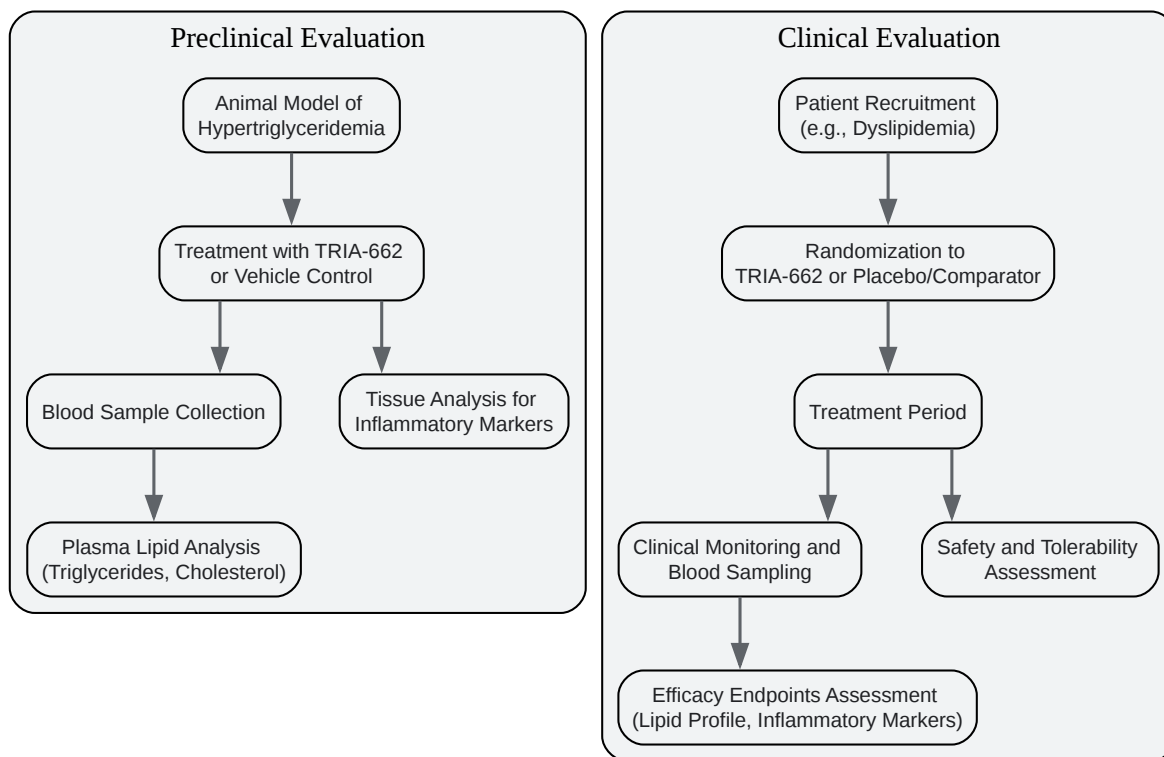 Preclinical Evaluation
Animal Model of
Hypertriglyceridemia
Treatment with TRIA-662
or Vehicle Control
Blood Sample Collection
Tissue Analysis for
Inflammatory Markers
Plasma Lipid Analysis
(Triglycerides, Cholesterol)
Clinical Evaluation
Patient Recruitment
(e.g., Dyslipidemia)
Randomization to
TRIA-662 or Placebo/Comparator
Treatment Period
Clinical Monitoring and
Blood Sampling
Safety and Tolerability
Assessment
Efficacy Endpoints Assessment
(Lipid Profile, Inflammatory Markers)